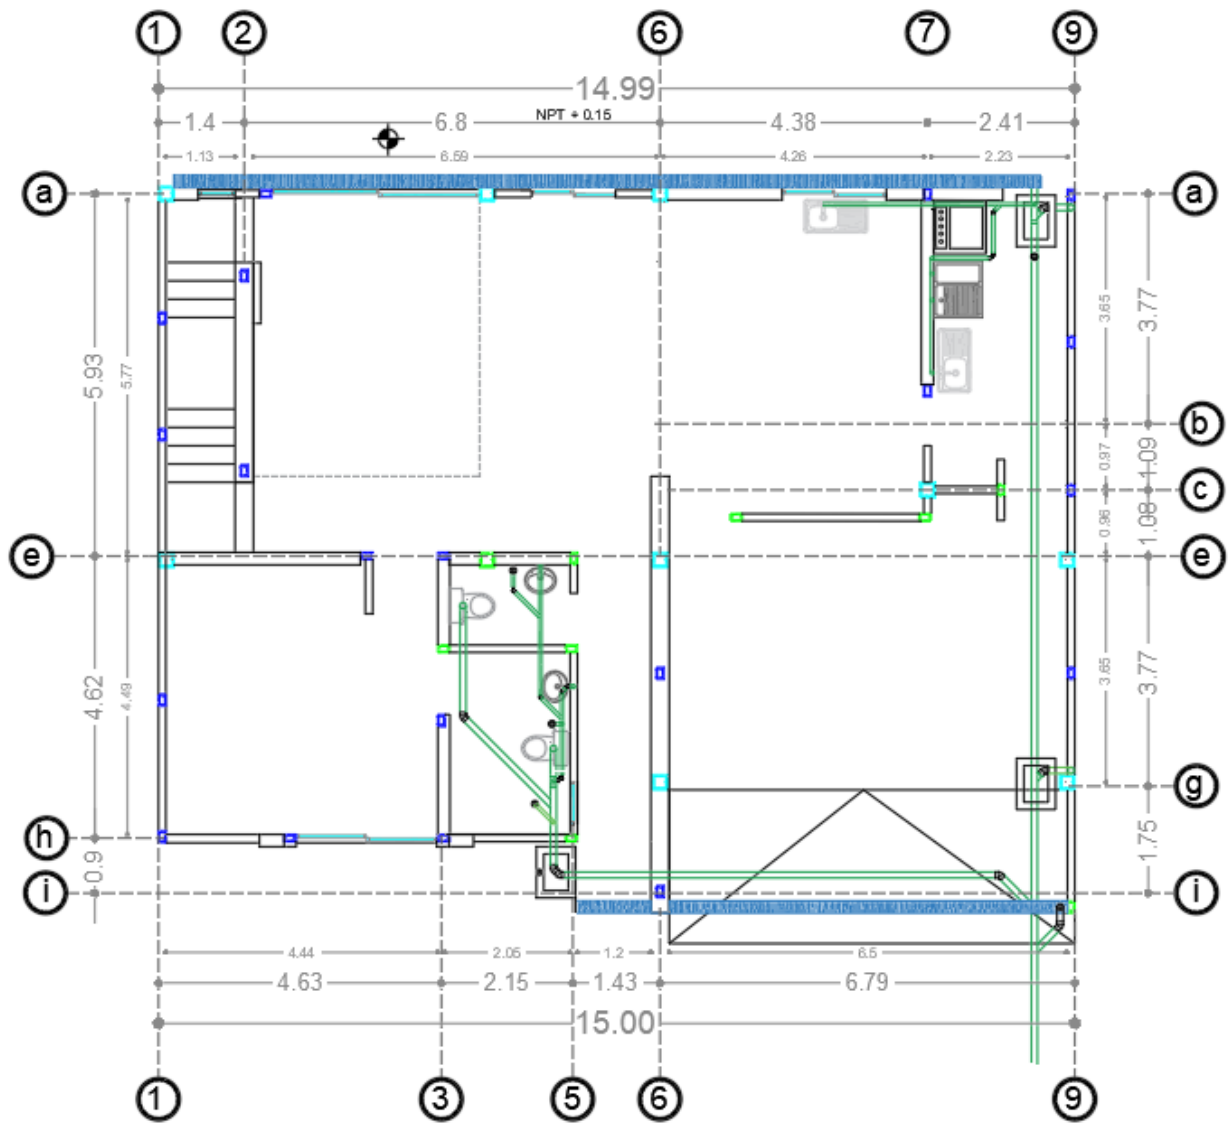 1 2 6 7 9
14.99
NPT + 0.15
1.4 6.8 4.38 2.41
1.13 6.59 4.26 2.23
a a
3.65 3.77
5.93 5.77
b
0.97 1.09
c
0.96 1.08
e e
4.62 4.49
3.65 3.77
g
h
0.9 1.75
i i
4.44 2.05 1.2 6.5
4.63 2.15 1.43 6.79
15.00
1 3 5 6 9